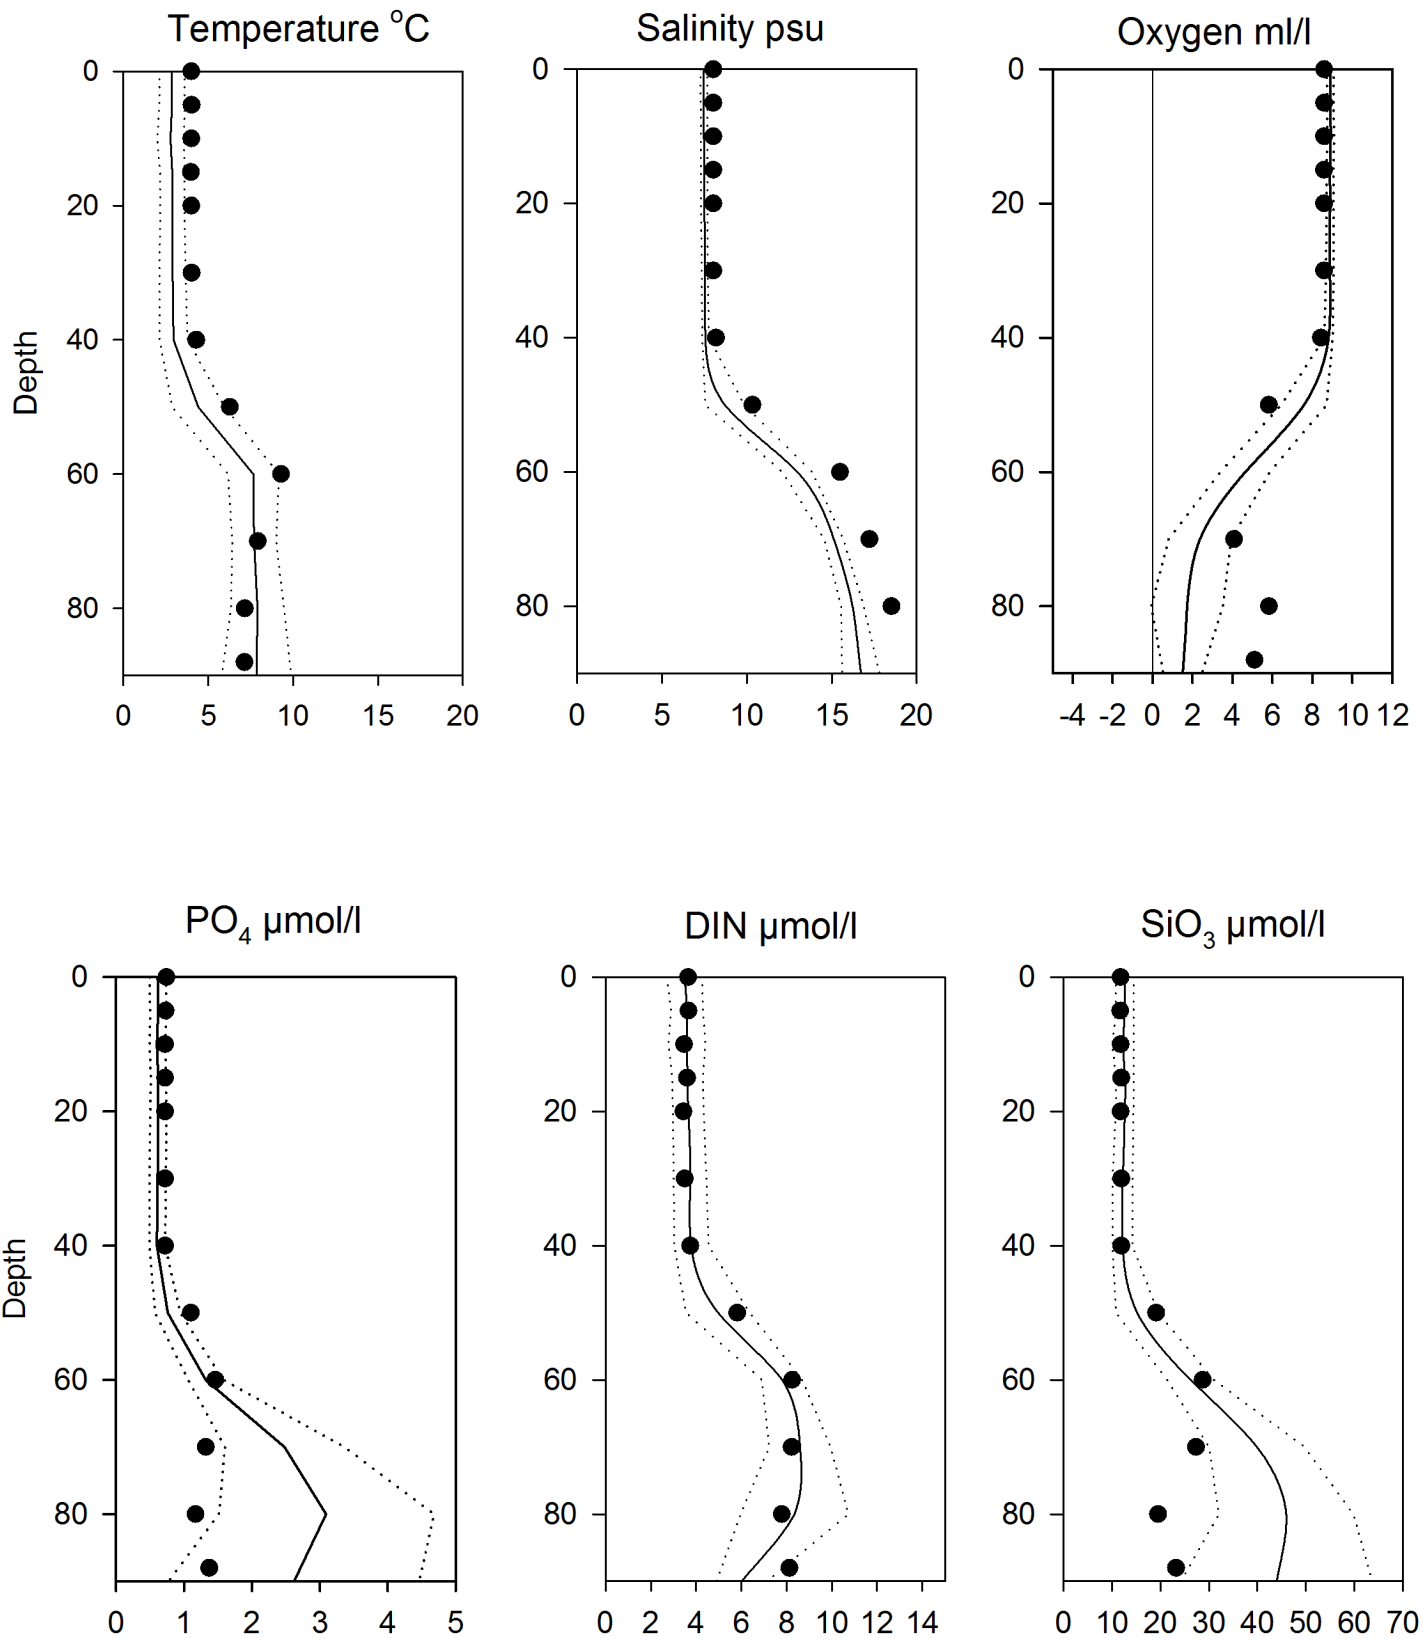 Temperature °C
Salinity psu
Oxygen ml/l
0
20
40
60
80
Depth
0 5 10 15 20
0
20
40
60
80
0 5 10 15 20
0
20
40
60
80
-4 -2 0 2 4 6 8 10 12
PO4 µmol/l
DIN µmol/l
SiO3 µmol/l
0
20
40
60
80
Depth
0 1 2 3 4 5
0
20
40
60
80
0 2 4 6 8 10 12 14
0
20
40
60
80
0 10 20 30 40 50 60 70